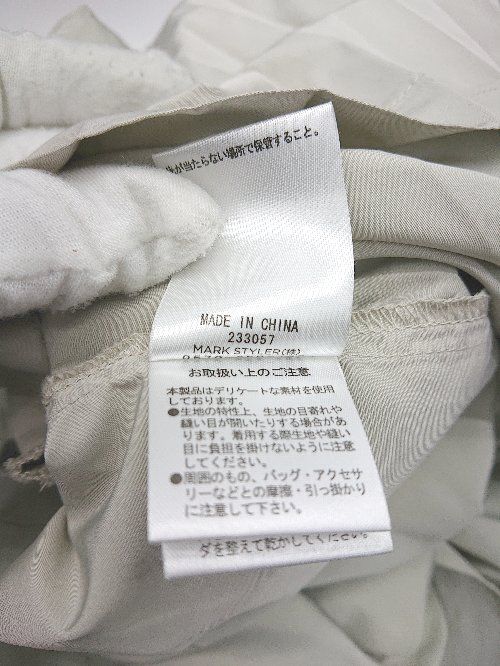 が当たらない場所で保管すること。
MADE IN CHINA
233057
MARK STYLER(株)
お取扱い上のご注意
本製品はデリケートな素材を使用
しております。
●生地の特性上、生地の目寄れや
縫い目が開いたりする場合があ
ります。着用する際生地や縫い
目に負担を掛けないように注意
してください。
●周囲のもの、バッグ・アクセサ
リーなどとの摩擦・引っ掛かり
に注意して下さい。
ダを整えて乾かしてください。